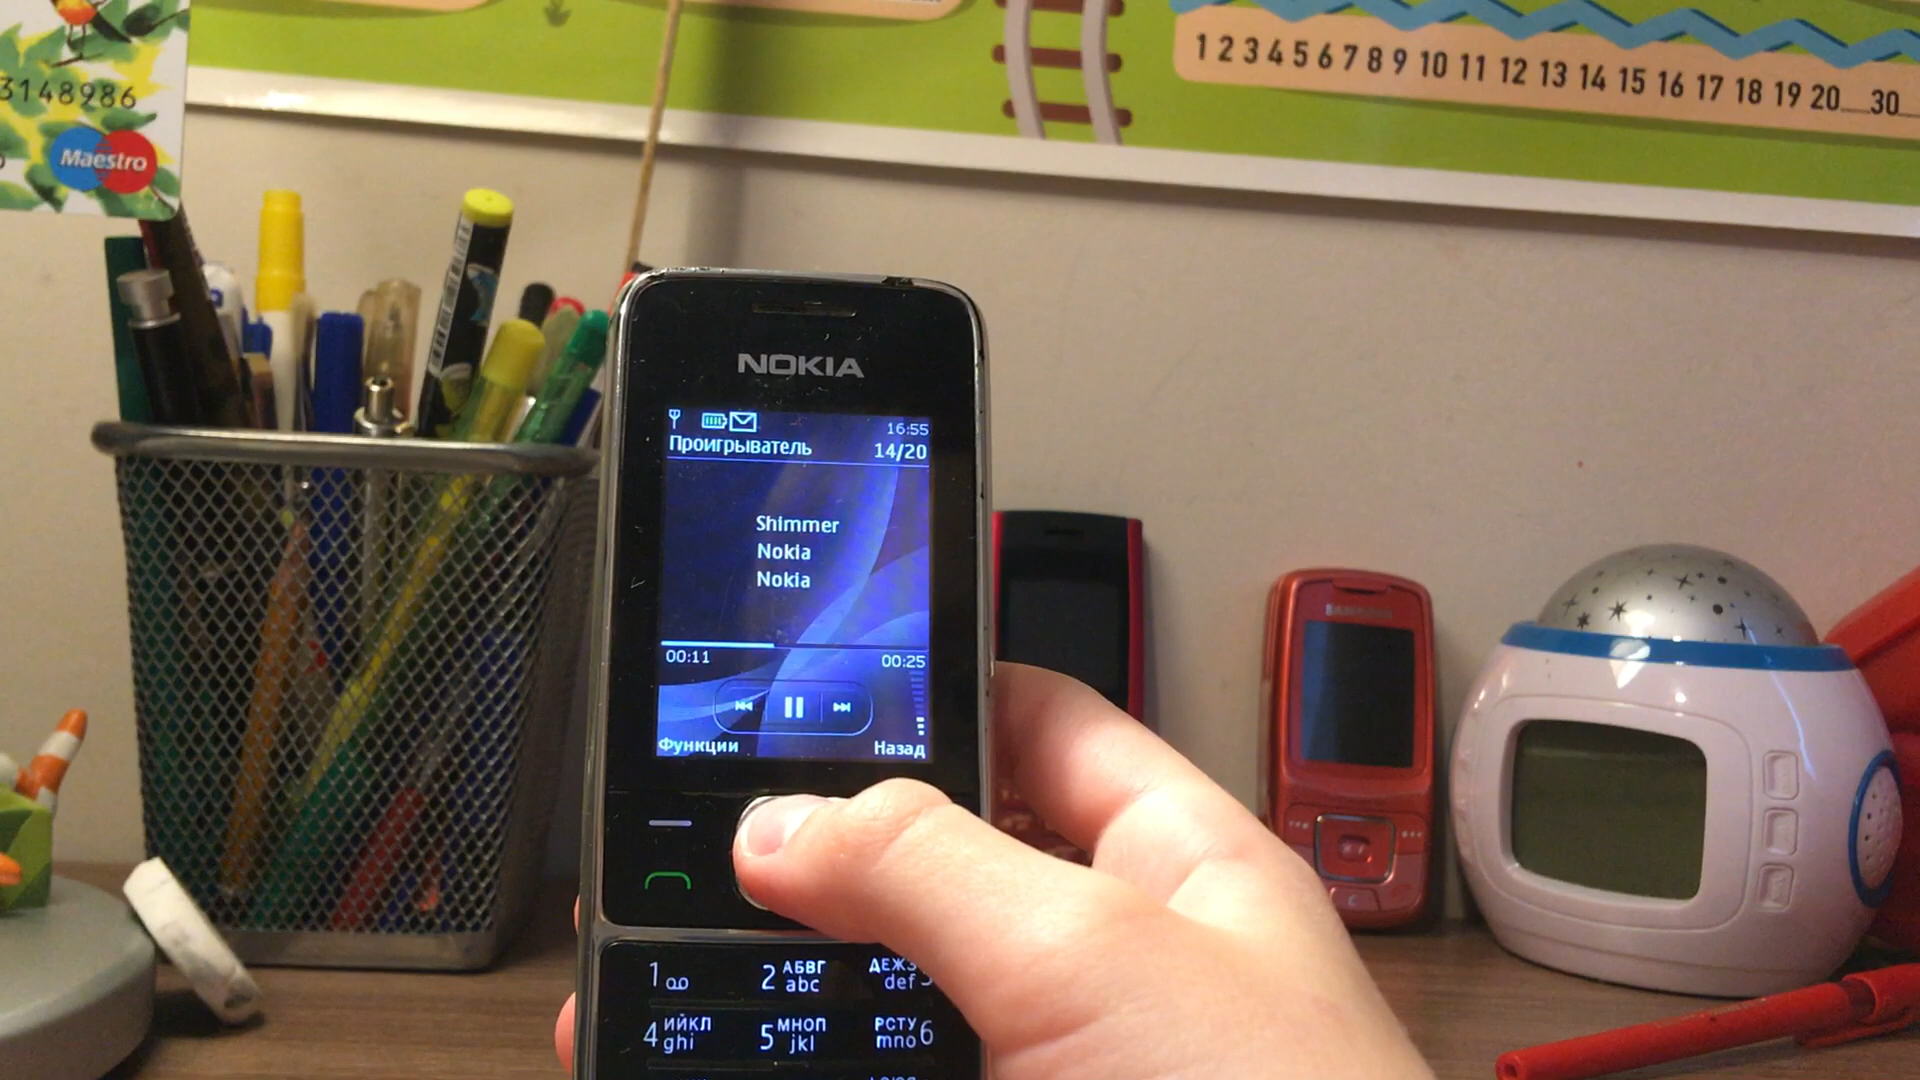 1 2 3 4 5 6 7 8 9 10 11 12 13 14 15 16 17 18 19 20 30
3148986
Maestro
NOKIA
16:55
Проигрыватель 14/20
Shimmer
Nokia
Nokia
00:11 00:25
Функции Назад
SAMSUNG
C
1
2 АБВГ abc
ДЕЖЗ def 3
4 ИЙКЛ ghi
5 МНОП jkl
РСТУ mno 6